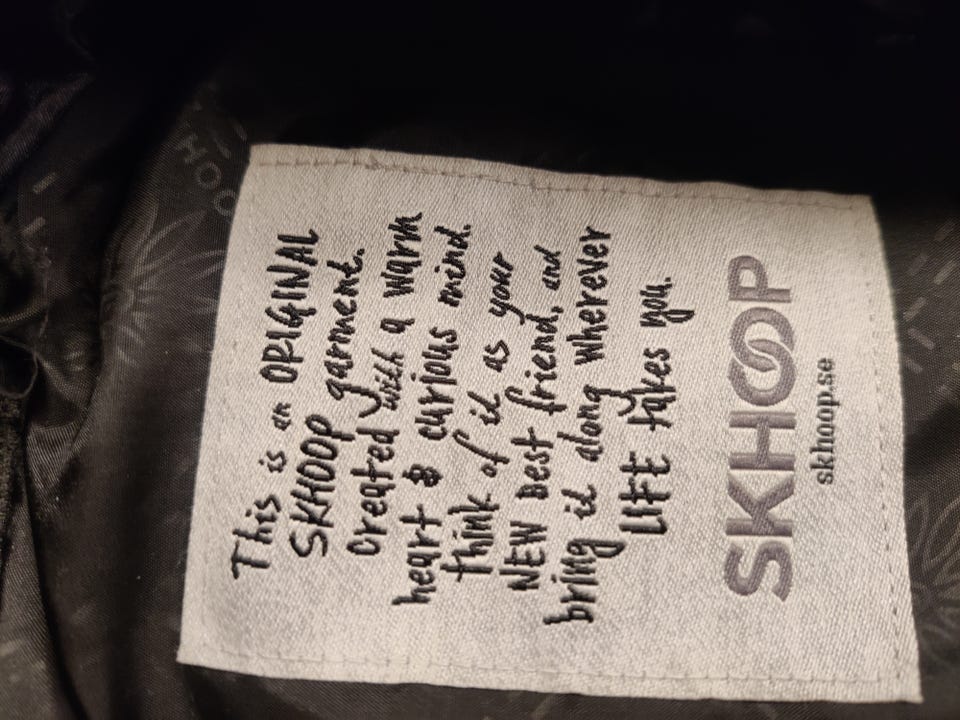 This is an ORIGINAL
SKHOOP garment.
Created with a warm
heart & curious mind.
Think of it as your
NEW Best friend, and
bring it along wherever
LIFE takes you.
SKHOOP
skhoop.se